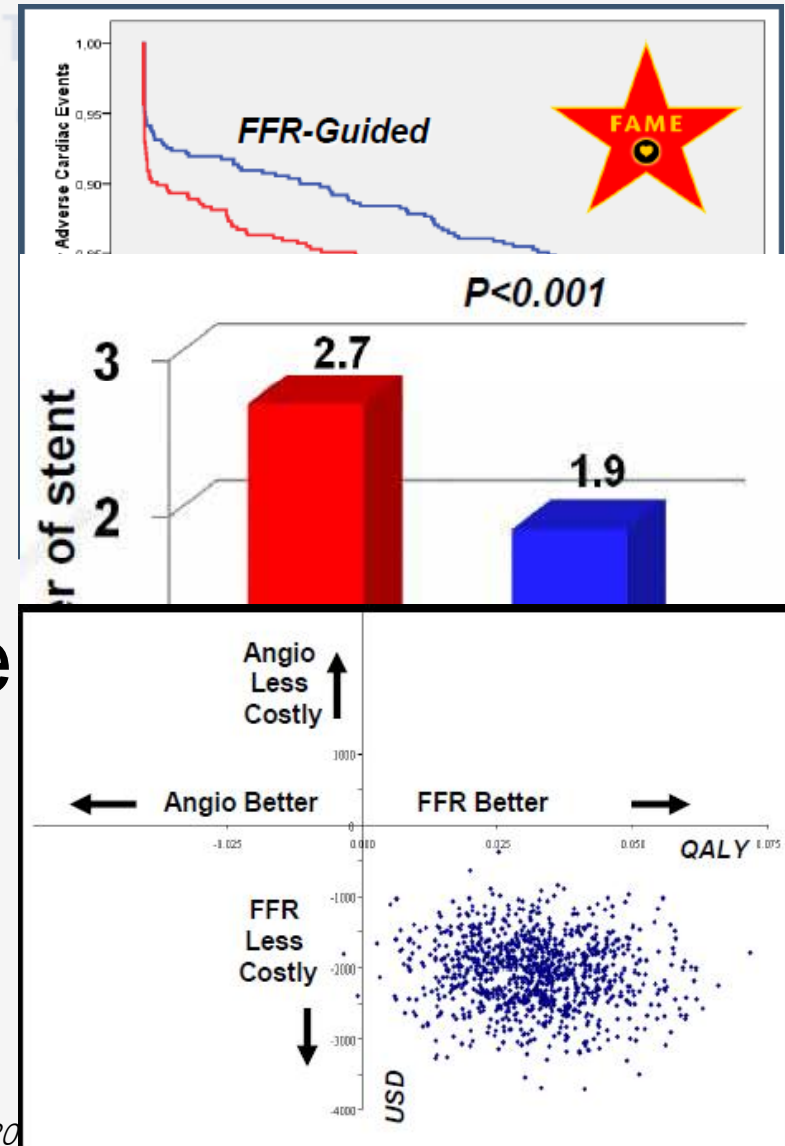 1,00
0,95
0,90
Adverse Cardiac Events
FFR-Guided
FAME
P<0.001
3
2
2.7
1.9
er of stent
e
Angio
Less
Costly
1000
Angio Better
FFR Better
0
-0.025
0.000
0.025
0.050
QALY
0.075
-1000
FFR
Less
Costly
-2000
-3000
-4000
USD